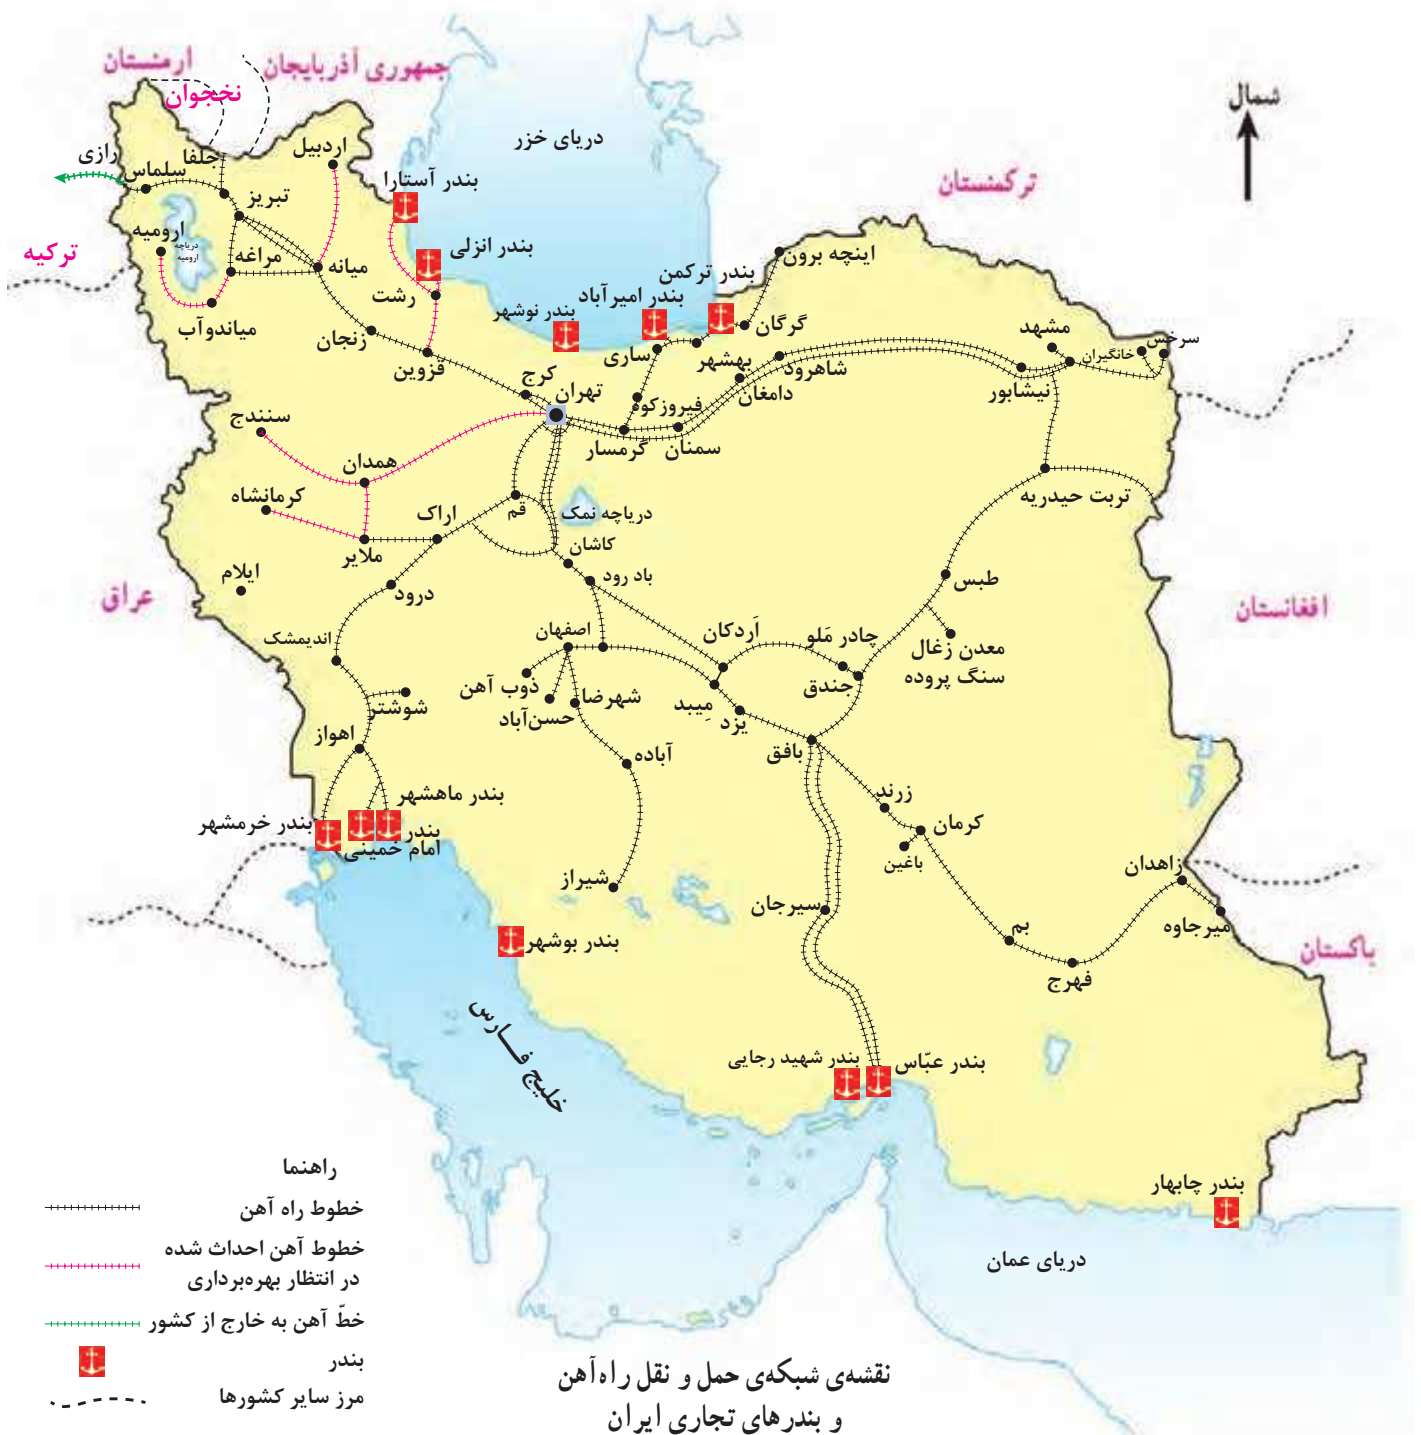 ارمنستان
جمهوری آذربایجان
نخجوان
شمال
دریای خزر
ترکمنستان
رازی
سلماس
جلفا
اردبیل
بندر آستارا
تبریز
ارومیه
دریاچه
ارومیه
ترکیه
مراغه
میانه
بندر انزلی
رشت
میاندوآب
زنجان
قزوین
بندر نوشهر
بندر امیرآباد
بندر ترکمن
اینچه برون
گرگان
ساری
بهشهر
شاهرود
دامغان
مشهد
خانگیران
سرخس
نیشابور
کرج
تهران
فیروزکوه
گرمسار
سمنان
سنندج
همدان
کرمانشاه
ملایر
اراک
قم
دریاچه نمک
کاشان
باد رود
تربت حیدریه
طبس
ایلام
عراق
افغانستان
درود
اندیمشک
اصفهان
اَردکان
چادر مَلو
معدن زغال
سنگ پروده
جندق
ذوب آهن
حسن‌آباد
شهرضا
مِیبد
یزد
شوشتر
اهواز
بافق
آباده
بندر ماهشهر
بندر خرمشهر
بندر
امام خمینی
زرند
کرمان
باغین
شیراز
سیرجان
زاهدان
میرجاوه
پاکستان
بم
فهرج
بندر بوشهر
خلیج فارس
بندر شهید رجایی
بندر عبّاس
بندر چابهار
دریای عمان
راهنما
خطوط راه آهن
خطوط آهن احداث شده
در انتظار بهره‌برداری
خطّ آهن به خارج از کشور
بندر
مرز سایر کشورها
نقشه‌ی شبکه‌ی حمل و نقل راه‌آهن
و بندرهای تجاری ایران